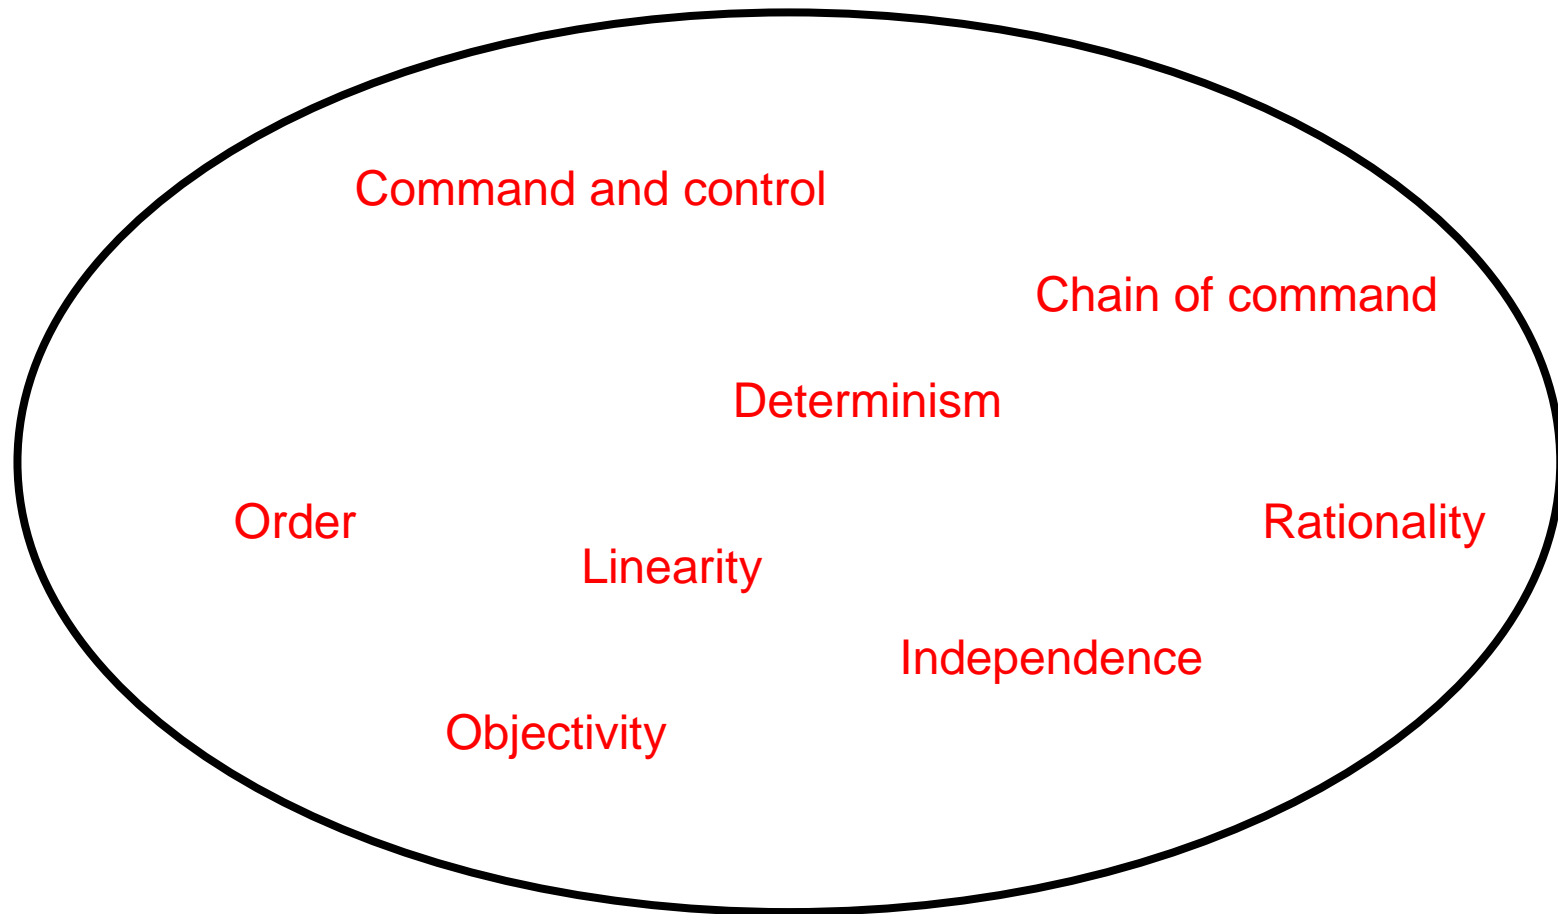 Command and control
Chain of command
Determinism
Order
Rationality
Linearity
Independence
Objectivity